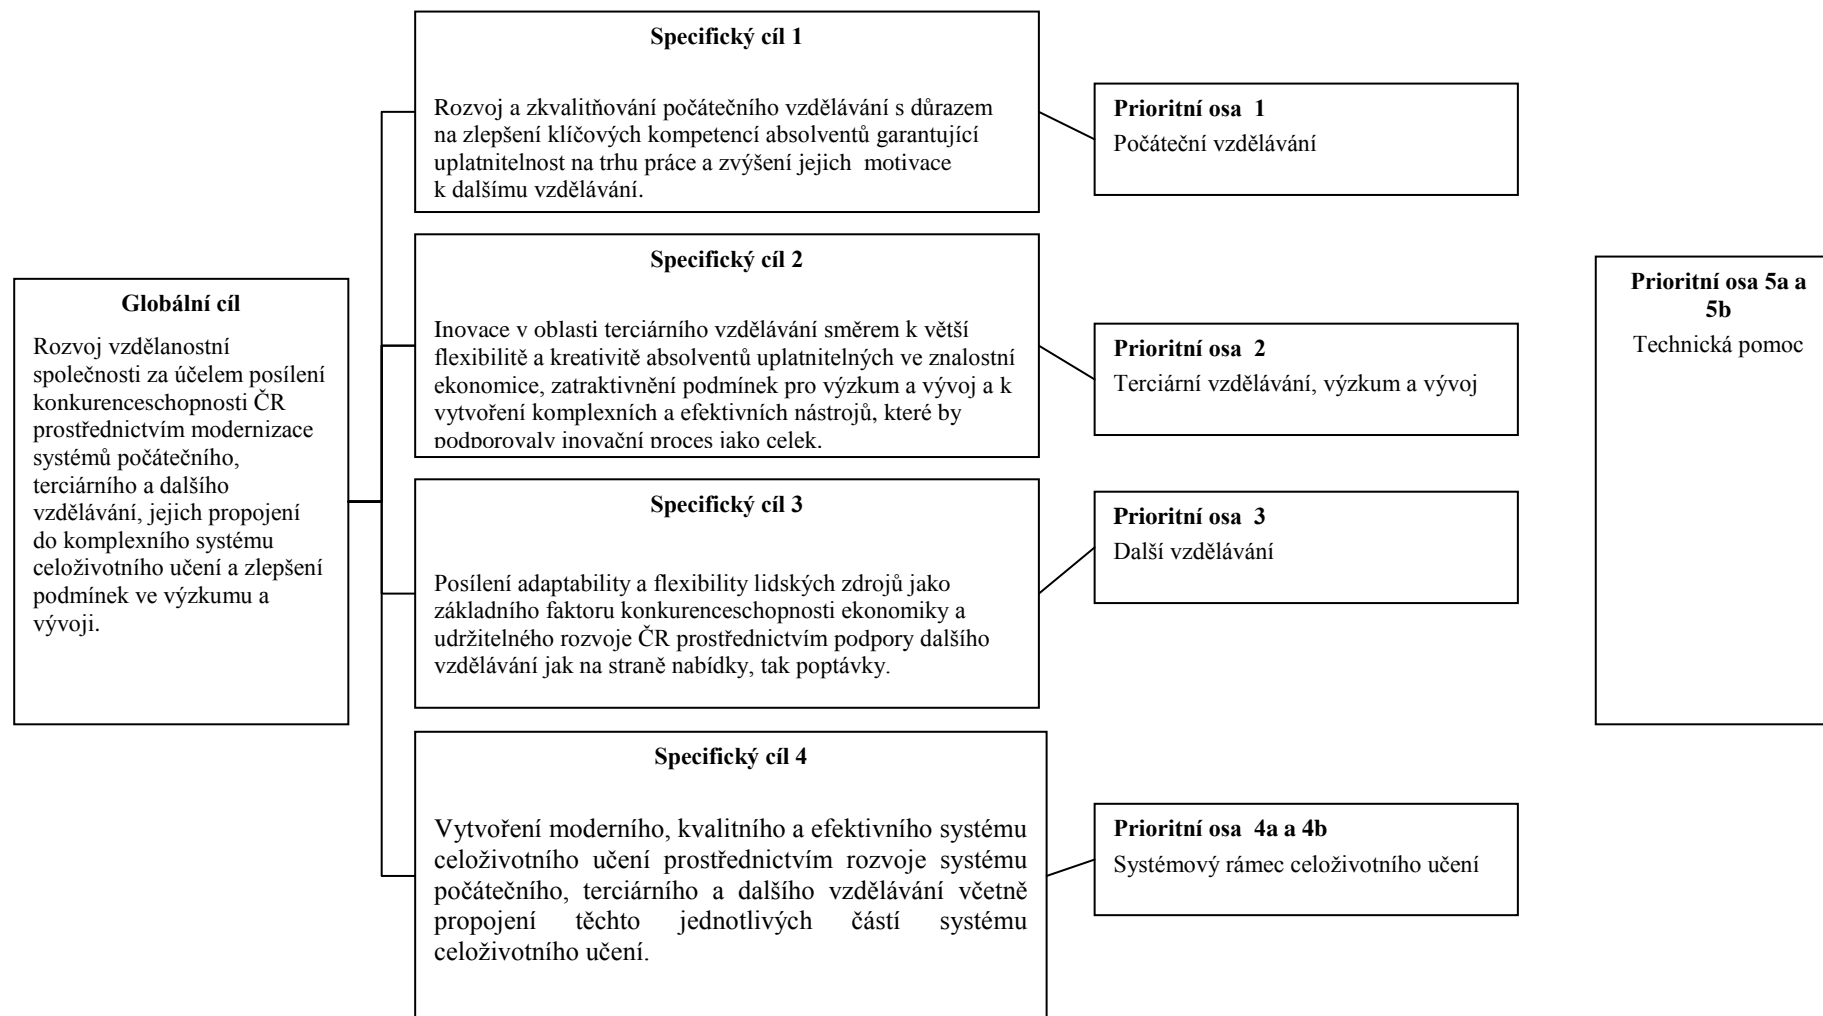 Globální cíl
Rozvoj vzdělanostní
společnosti za účelem posílení
konkurenceschopnosti ČR
prostřednictvím modernizace
systémů počátečního,
terciárního a dalšího
vzdělávání, jejich propojení
do komplexního systému
celoživotního učení a zlepšení
podmínek ve výzkumu a
vývoji.
Specifický cíl 1
Rozvoj a zkvalitňování počátečního vzdělávání s důrazem
na zlepšení klíčových kompetencí absolventů garantující
uplatnitelnost na trhu práce a zvýšení jejich motivace
k dalšímu vzdělávání.
Prioritní osa 1
Počáteční vzdělávání
Specifický cíl 2
Inovace v oblasti terciárního vzdělávání směrem k větší
flexibilitě a kreativitě absolventů uplatnitelných ve znalostní
ekonomice, zatraktivnění podmínek pro výzkum a vývoj a k
vytvoření komplexních a efektivních nástrojů, které by
podporovaly inovační proces jako celek.
Prioritní osa 2
Terciární vzdělávání, výzkum a vývoj
Specifický cíl 3
Posílení adaptability a flexibility lidských zdrojů jako
základního faktoru konkurenceschopnosti ekonomiky a
udržitelného rozvoje ČR prostřednictvím podpory dalšího
vzdělávání jak na straně nabídky, tak poptávky.
Prioritní osa 3
Další vzdělávání
Specifický cíl 4
Vytvoření moderního, kvalitního a efektivního systému
celoživotního učení prostřednictvím rozvoje systému
počátečního, terciárního a dalšího vzdělávání včetně
propojení těchto jednotlivých částí systému
celoživotního učení.
Prioritní osa 4a a 4b
Systémový rámec celoživotního učení
Prioritní osa 5a a
5b
Technická pomoc